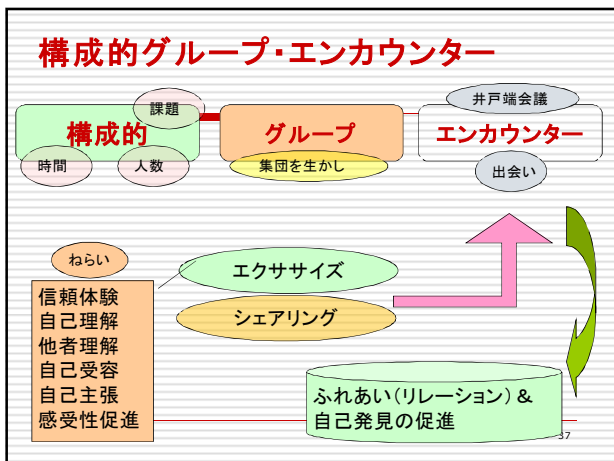 構成的グループ・エンカウンター
課題
井戸端会議
構成的
グループ
エンカウンター
時間
人数
集団を生かし
出会い
ねらい
エクササイズ
信頼体験
自己理解
シェアリング
他者理解
自己受容
自己主張
感受性促進
ふれあい(リレーション)&
自己発見の促進
37